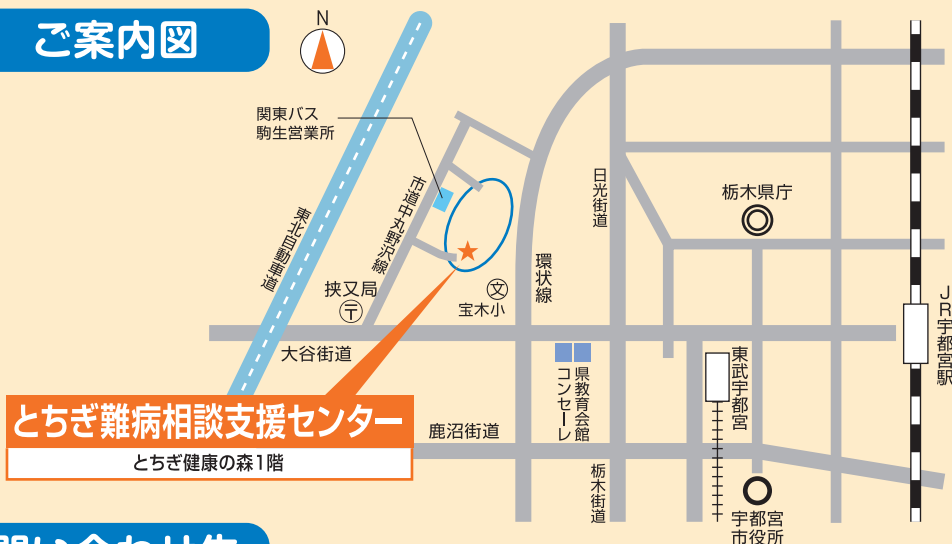 ご案内図
N
関東バス
駒生営業所
東北自動車道
市道中丸野沢線
日光街道
栃木県庁
環状線
挟又局
〒
文
宝木小
大谷街道
JR宇都宮駅
東武宇都宮
県教育会館
コンセーレ
とちぎ難病相談支援センター
とちぎ健康の森1階
鹿沼街道
栃木街道
宇都宮
市役所